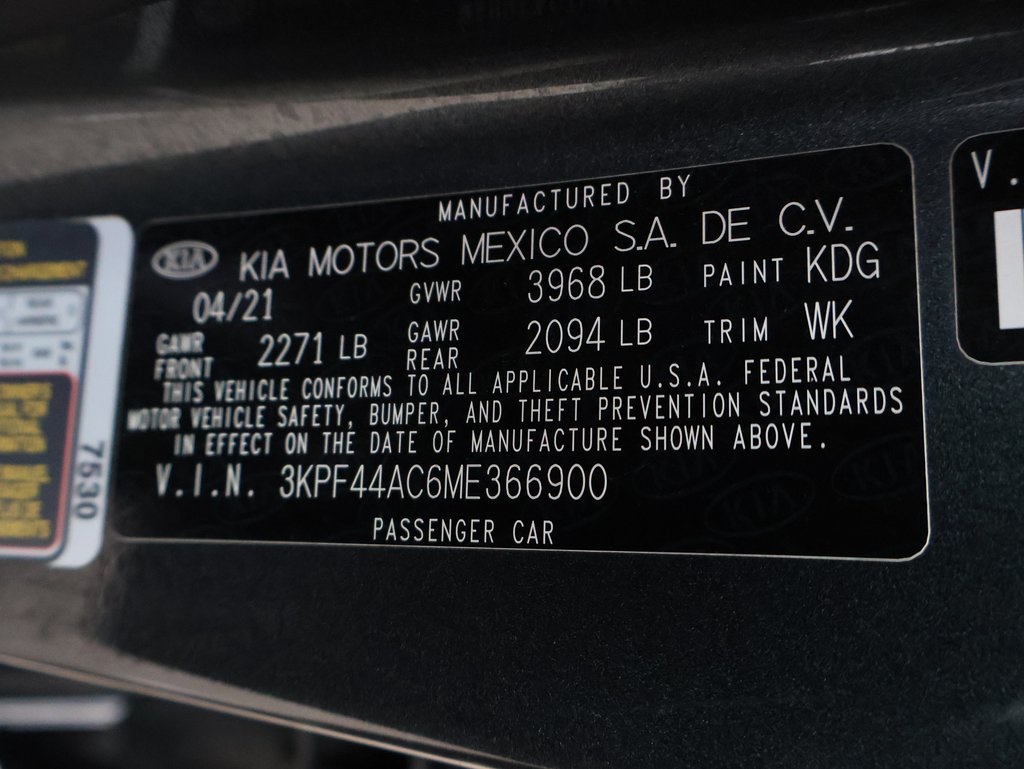 MANUFACTURED BY
KIA KIA MOTORS MEXICO S.A. DE C.V.
04/21 GVWR 3968 LB PAINT KDG
GAWR FRONT 2271 LB GAWR REAR 2094 LB TRIM WK
THIS VEHICLE CONFORMS TO ALL APPLICABLE U.S.A. FEDERAL
MOTOR VEHICLE SAFETY, BUMPER, AND THEFT PREVENTION STANDARDS
IN EFFECT ON THE DATE OF MANUFACTURE SHOWN ABOVE.
V.I.N. 3KPF44AC6ME366900
PASSENGER CAR
7530
V.